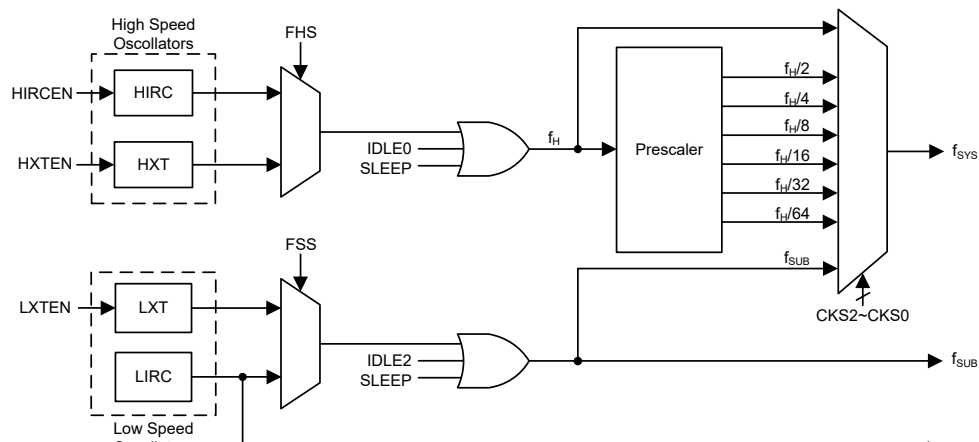 High Speed
Oscollators
FHS
HIRCEN
HIRC
HXTEN
HXT
IDLE0
SLEEP
fH
Prescaler
fH/2
fH/4
fH/8
fH/16
fH/32
fH/64
fSUB
fSYS
CKS2~CKS0
FSS
LXTEN
LXT
LIRC
IDLE2
SLEEP
fSUB
Low Speed